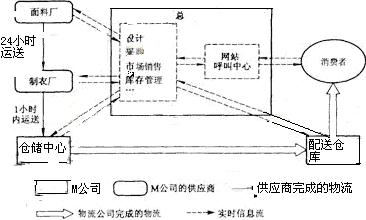 总
面料厂
24小时
运送
制衣厂
1小时
内运送
仓储中心
设计
采购
市场销售
库存管理
网站
呼叫中心
消费者
配送仓
库
M公司
M公司的供应商
供应商完成的物流
物流公司完成的物流
实时信息流